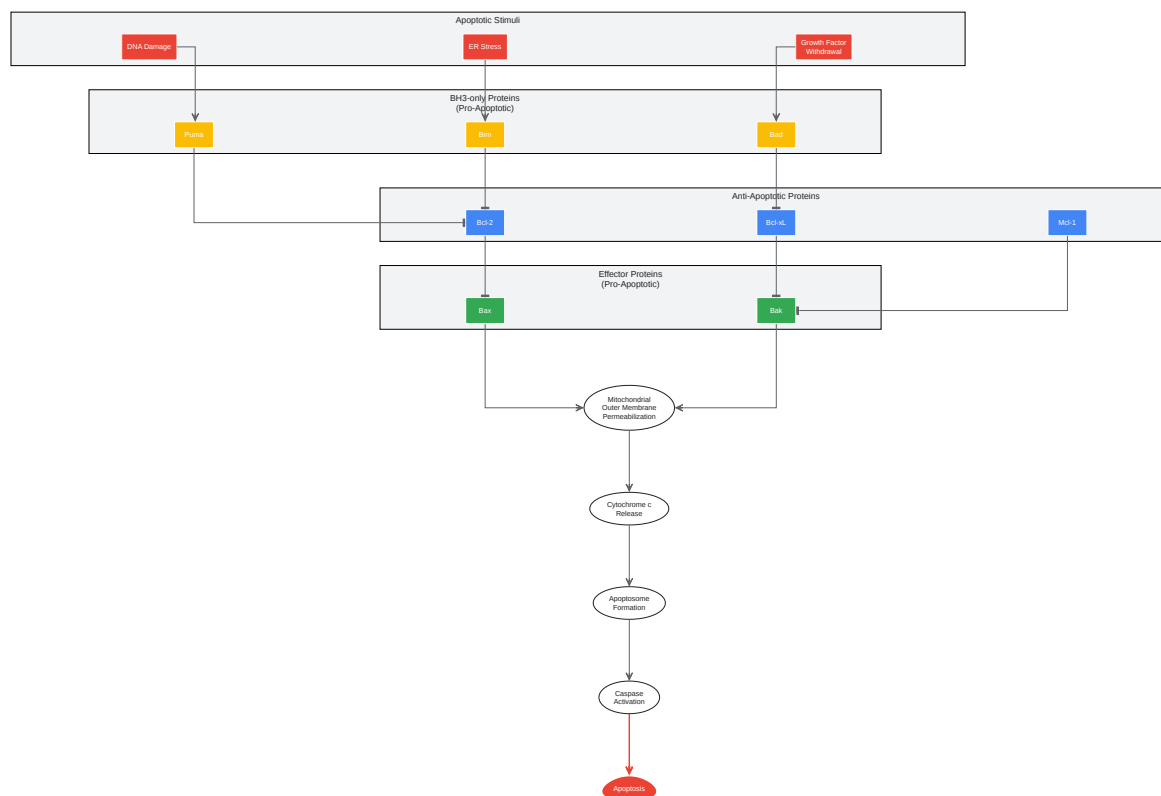 Apoptotic Stimuli
DNA Damage
ER Stress
Growth Factor
Withdrawal
BH3-only Proteins
(Pro-Apoptotic)
Puma
Bim
Bad
Anti-Apoptotic Proteins
Bcl-2
Bcl-xL
Mcl-1
Effector Proteins
(Pro-Apoptotic)
Bax
Bak
Mitochondrial
Outer Membrane
Permeabilization
Cytochrome c
Release
Apoptosome
Formation
Caspase
Activation
Apoptosis